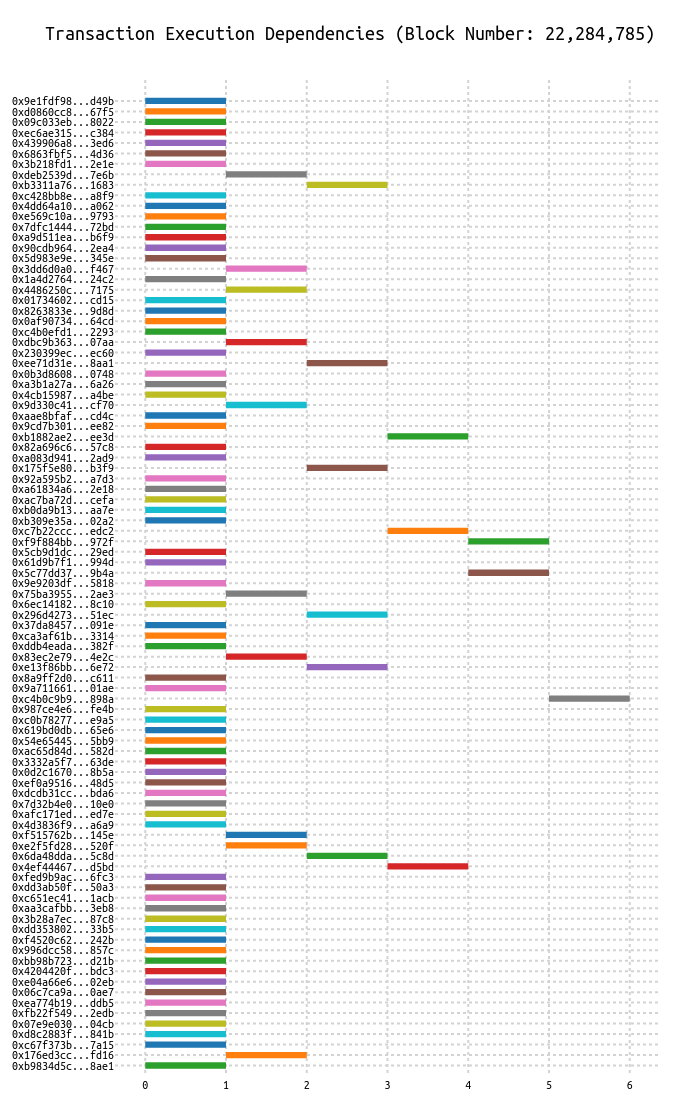 Transaction Execution Dependencies (Block Number: 22,284,785)
0x9e1fdf98...d49b
0xd0860cc8...67f5
0x09c033eb...8022
0xec6ae315...c384
0x439906a8...3ed6
0x6863fbf5...4d36
0x3b218fd1...2e1e
0xdeb2539d...7e6b
0xb3311a76...1683
0xc428bb8e...a8f9
0x4dd64a10...a062
0xe569c10a...9793
0x7dfc1444...72bd
0xa9d511ea...b6f9
0x90cdb964...2ea4
0x5d983e9e...345e
0x3dd6d0a0...f467
0x1a4d2764...24c2
0x4486250c...7175
0x01734602...cd15
0x8263833e...9d8d
0x0af90734...64cd
0xc4b0efd1...2293
0xdbc9b363...07aa
0x230399ec...ec60
0xee71d31e...8aa1
0x0b3d8608...0748
0xa3b1a27a...6a26
0x4cb15987...a4be
0x9d330c41...cf70
0xaae8bfaf...cd4c
0x9cd7b301...ee82
0xb1882ae2...ee3d
0x82a696c6...57c8
0xa083d941...2ad9
0x175f5e80...b3f9
0x92a595b2...a7d3
0xa61834a6...2e18
0xac7ba72d...cefa
0xb0da9b13...aa7e
0xb309e35a...02a2
0xc7b22ccc...edc2
0xf9f884bb...972f
0x5cb9d1dc...29ed
0x61d9b7f1...994d
0x5c77dd37...9b4a
0x9e9203df...5818
0x75ba3955...2ae3
0x6ec14182...8c10
0x296d4273...51ec
0x37da8457...091e
0xca3af61b...3314
0xddb4eada...382f
0x83ec2e79...4e2c
0xe13f86bb...6e72
0x8a9ff2d0...c611
0x9a711661...01ae
0xc4b0c9b9...898a
0x987ce4e6...fe4b
0xc0b78277...e9a5
0x619bd0db...65e6
0x54e65445...5bb9
0xac65d84d...582d
0x3332a5f7...63de
0x0d2c1670...8b5a
0xef0a9516...48d5
0xdcdb31cc...bda6
0x7d32b4e0...10e0
0xafc171ed...ed7e
0x4d3836f9...a6a9
0xf515762b...145e
0xe2f5fd28...520f
0x6da48dda...5c8d
0x4ef44467...d5bd
0xfed9b9ac...6fc3
0xdd3ab50f...50a3
0xc651ec41...1acb
0xaa3cafbb...3eb8
0x3b28a7ec...87c8
0xdd353802...33b5
0xf4520c62...242b
0x996dcc58...857c
0xbb98b723...d21b
0x4204420f...bdc3
0xe04a66e6...02eb
0x06c7ca9a...0ae7
0xea774b19...ddb5
0xfb22f549...2edb
0x07e9e030...04cb
0xd8c2883f...841b
0xc67f373b...7a15
0x176ed3cc...fd16
0xb9834d5c...8ae1
0 1 2 3 4 5 6